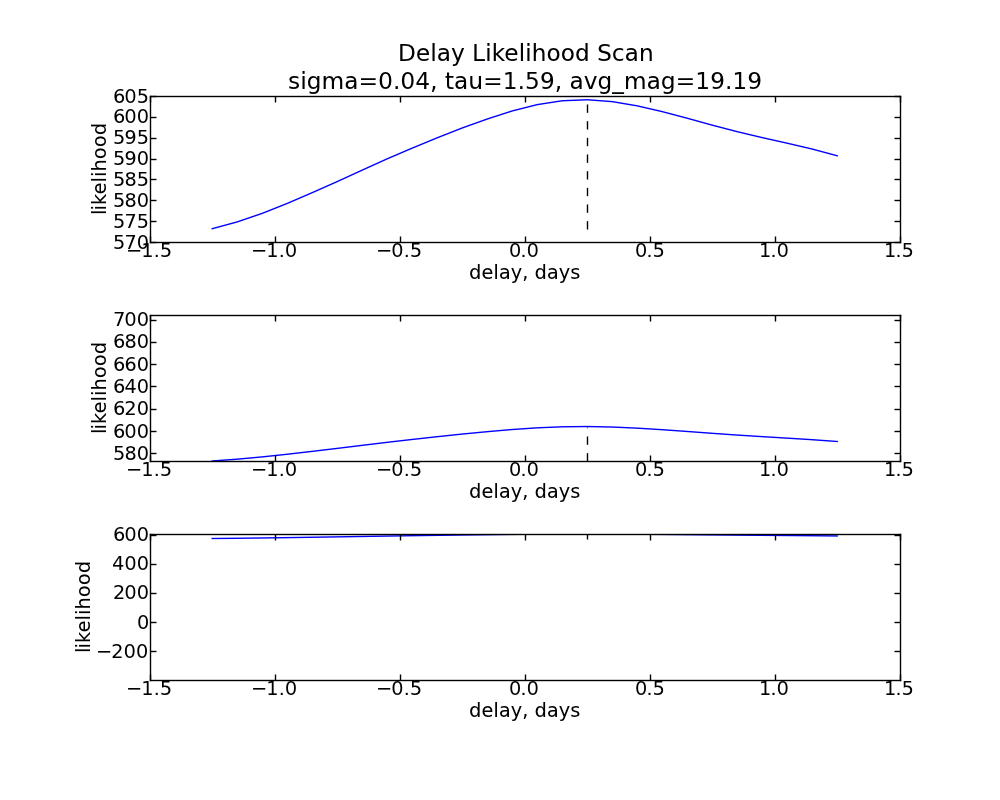 Delay Likelihood Scan
sigma=0.04, tau=1.59, avg_mag=19.19
605
600
595
590
585
580
575
570
likelihood
−1.5 −1.0 −0.5 0.0 0.5 1.0 1.5
delay, days
700
680
660
640
620
600
580
likelihood
−1.5 −1.0 −0.5 0.0 0.5 1.0 1.5
delay, days
600
400
200
0
−200
likelihood
−1.5 −1.0 −0.5 0.0 0.5 1.0 1.5
delay, days